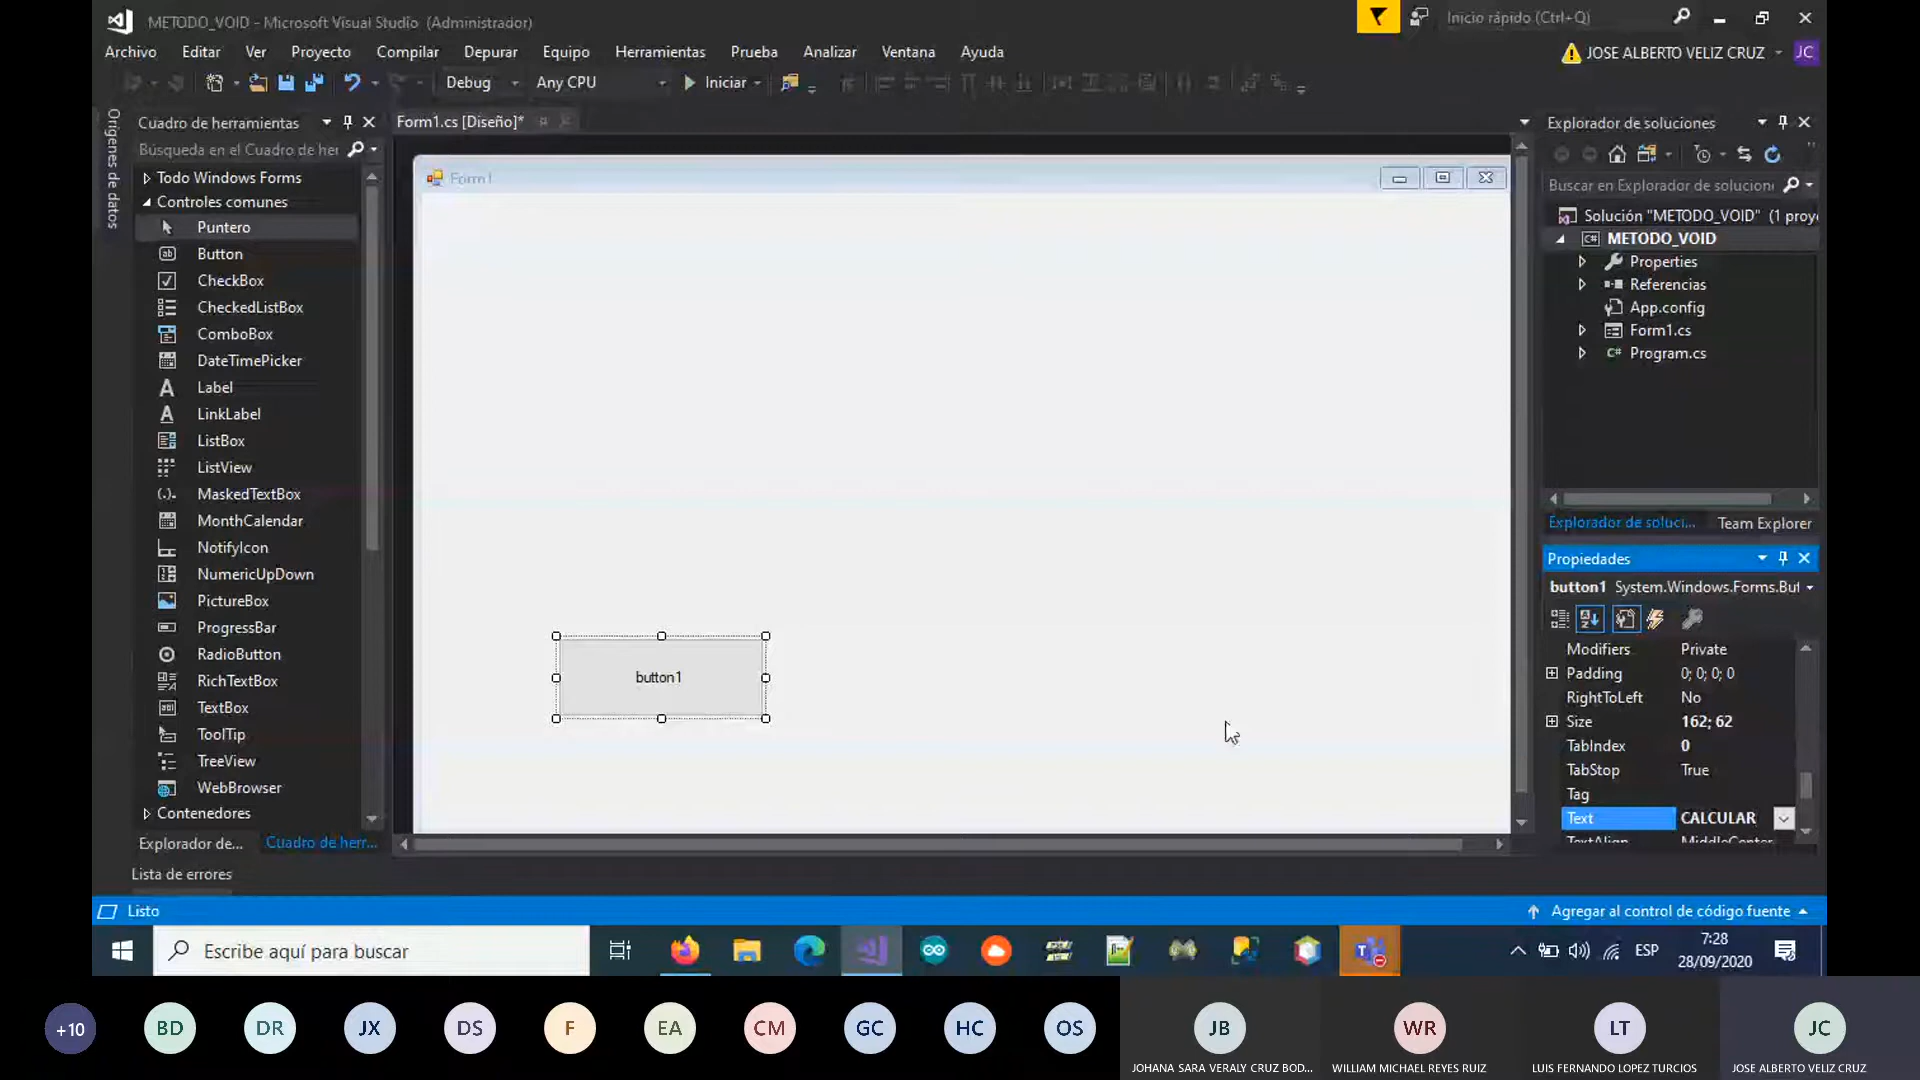 METODO_VOID - Microsoft Visual Studio (Administrador)
Inicio rápido (Ctrl+Q)
Archivo Editar Ver Proyecto Compilar Depurar Equipo Herramientas Prueba Analizar Ventana Ayuda
JOSE ALBERTO VELIZ CRUZ JC
Debug Any CPU Iniciar
Orígenes de datos
Cuadro de herramientas
Búsqueda en el Cuadro de her
Todo Windows Forms
Controles comunes
Puntero
Button
CheckBox
CheckedListBox
ComboBox
DateTimePicker
Label
LinkLabel
ListBox
ListView
MaskedTextBox
MonthCalendar
NotifyIcon
NumericUpDown
PictureBox
ProgressBar
RadioButton
RichTextBox
TextBox
ToolTip
TreeView
WebBrowser
Contenedores
Explorador de...
Cuadro de herr...
Form1.cs [Diseño]*
Form1
button1
Explorador de soluciones
Buscar en Explorador de solucion
Solución "METODO_VOID" (1 proye
METODO_VOID
Properties
Referencias
App.config
Form1.cs
Program.cs
Explorador de soluci...
Team Explorer
Propiedades
button1 System.Windows.Forms.But
Modifiers Private
Padding 0; 0; 0; 0
RightToLeft No
Size 162; 62
TabIndex 0
TabStop True
Tag
Text CALCULAR
TextAlign MiddleCenter
Lista de errores
Listo
Agregar al control de código fuente
Escribe aquí para buscar
ESP
7:28
28/09/2020
+10
BD
DR
JX
DS
F
EA
CM
GC
HC
OS
JB
JOHANA SARA VERALY CRUZ BOD...
WR
WILLIAM MICHAEL REYES RUIZ
LT
LUIS FERNANDO LOPEZ TURCIOS
JC
JOSE ALBERTO VELIZ CRUZ